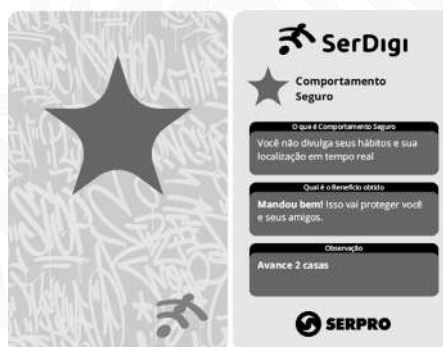 SerDigi
Comportamento
Seguro
O que é Comportamento Seguro
Você não divulga seus hábitos e sua
localização em tempo real
Qual é o Benefício obtido
Mandou bem! Isso vai proteger você
e seus amigos.
Observação
Avance 2 casas
SERPRO